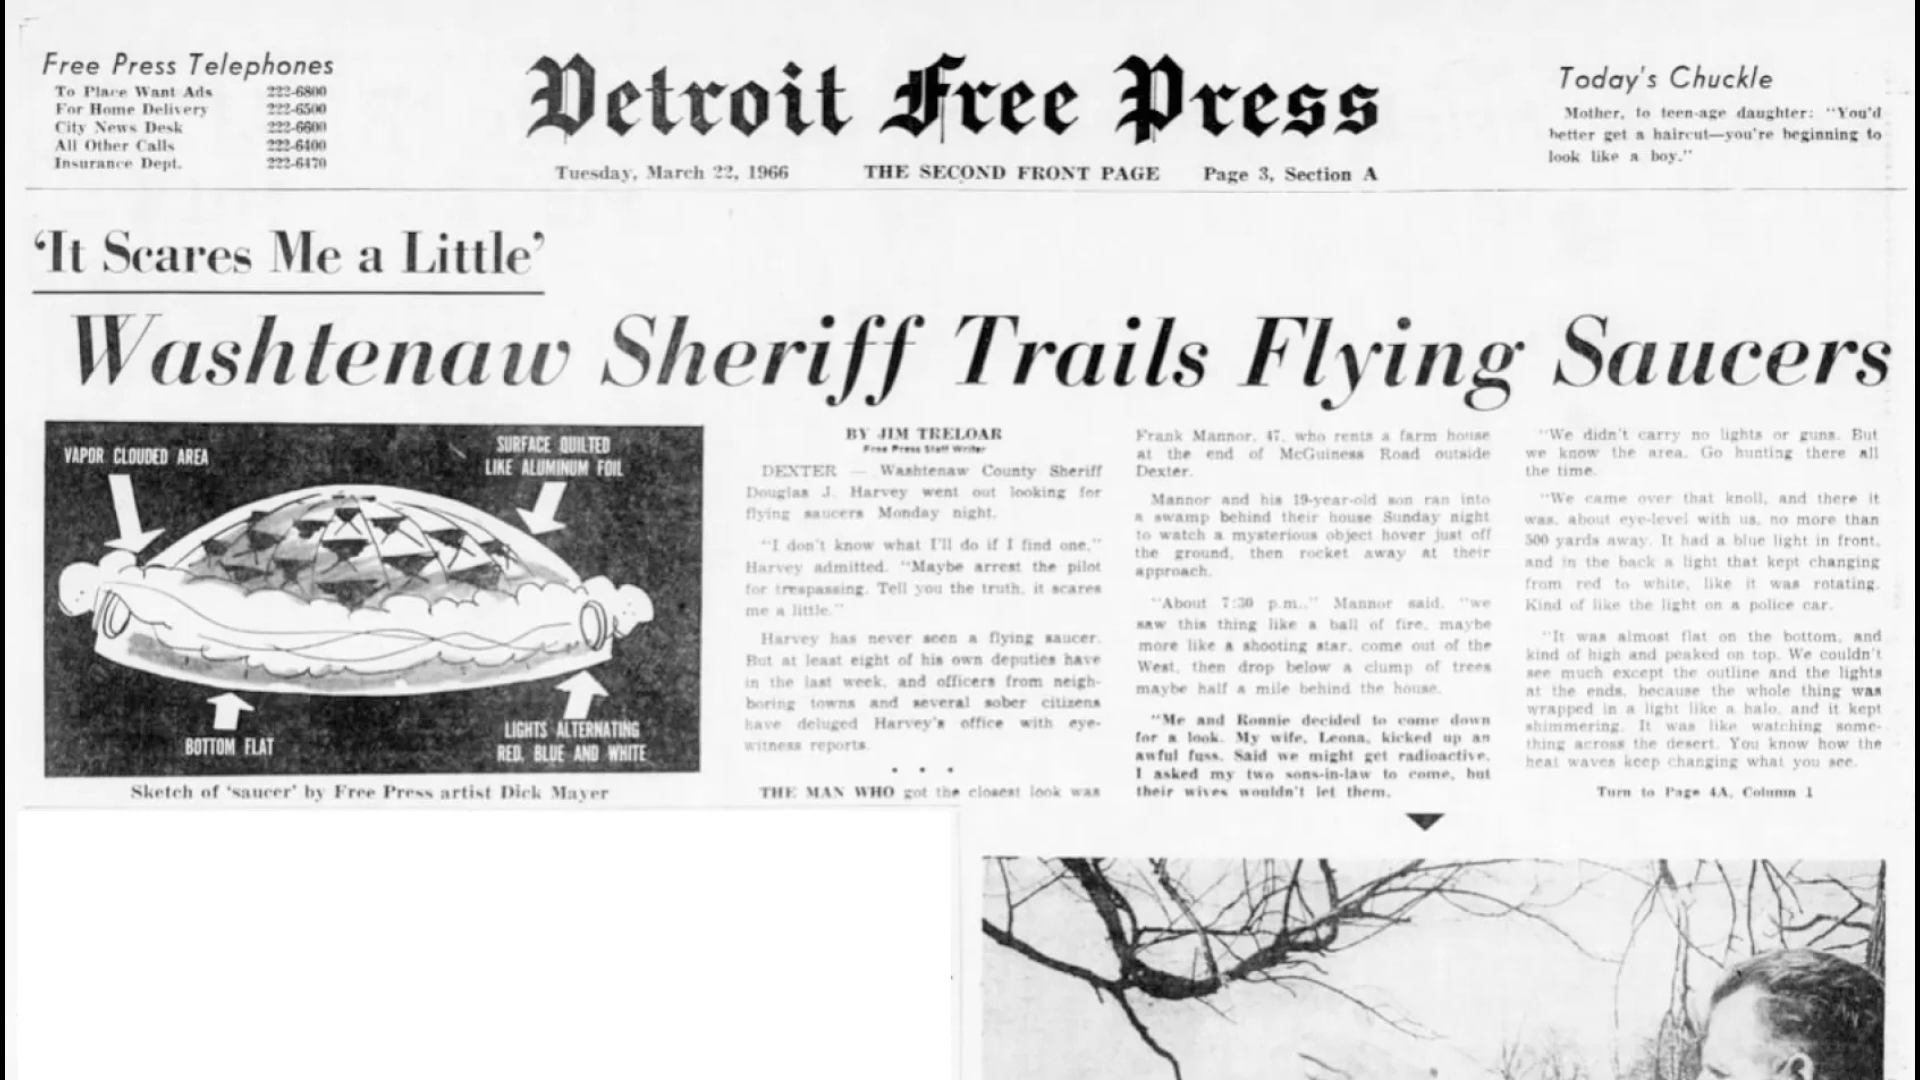 Free Press Telephones
To Place Want Ads 222-6800
For Home Delivery 222-6500
City News Desk 222-6600
All Other Calls 222-6400
Insurance Dept. 222-6470
Detroit Free Press
Tuesday, March 22, 1966 THE SECOND FRONT PAGE Page 3, Section A
Today's Chuckle
Mother, to teen-age daughter: "You'd
better get a haircut—you're beginning to
look like a boy."
'It Scares Me a Little'
Washtenaw Sheriff Trails Flying Saucers
VAPOR CLOUDED AREA
SURFACE QUILTED
LIKE ALUMINUM FOIL
BOTTOM FLAT
LIGHTS ALTERNATING
RED, BLUE AND WHITE
Sketch of 'saucer' by Free Press artist Dick Mayer
BY JIM TRELOAR
Free Press Staff Writer
DEXTER — Washtenaw County Sheriff
Douglas J. Harvey went out looking for
flying saucers Monday night.
"I don't know what I'll do if I find one,"
Harvey admitted. "Maybe arrest the pilot
for trespassing. Tell you the truth, it scares
me a little."
Harvey has never seen a flying saucer.
But at least eight of his own deputies have
in the last week, and officers from neigh-
boring towns and several sober citizens
have deluged Harvey's office with eye-
witness reports.
• • •
THE MAN WHO got the closest look was
Frank Mannor, 47, who rents a farm house
at the end of McGuiness Road outside
Dexter.
Mannor and his 19-year-old son ran into
a swamp behind their house Sunday night
to watch a mysterious object hover just off
the ground, then rocket away at their
approach.
"About 7:30 p.m.," Mannor said, "we
saw this thing like a ball of fire, maybe
more like a shooting star, come out of the
West, then drop below a clump of trees
maybe half a mile behind the house.
"Me and Ronnie decided to come down
for a look. My wife, Leona, kicked up an
awful fuss. Said we might get radioactive.
I asked my two sons-in-law to come, but
their wives wouldn't let them.
"We didn't carry no lights or guns. But
we know the area. Go hunting there all
the time.
"We came over that knoll, and there it
was, about eye-level with us, no more than
500 yards away. It had a blue light in front,
and in the back a light that kept changing
from red to white, like it was rotating.
Kind of like the light on a police car.
"It was almost flat on the bottom, and
kind of high and peaked on top. We couldn't
see much except the outline and the lights
at the ends, because the whole thing was
wrapped in a light like a halo, and it kept
shimmering. It was like watching some-
thing across the desert. You know how the
heat waves keep changing what you see.
Turn to Page 4A, Column 1